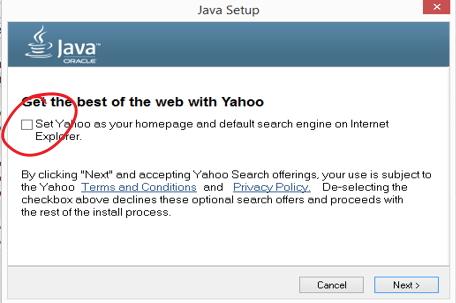 Java Setup
Java
ORACLE
Get the best of the web with Yahoo
Set Yahoo as your homepage and default search engine on Internet
Explorer.
By clicking "Next" and accepting Yahoo Search offerings, your use is subject to
the Yahoo Terms and Conditions and Privacy Policy. De-selecting the
checkbox above declines these optional search offers and proceeds with
the rest of the install process.
Cancel
Next >